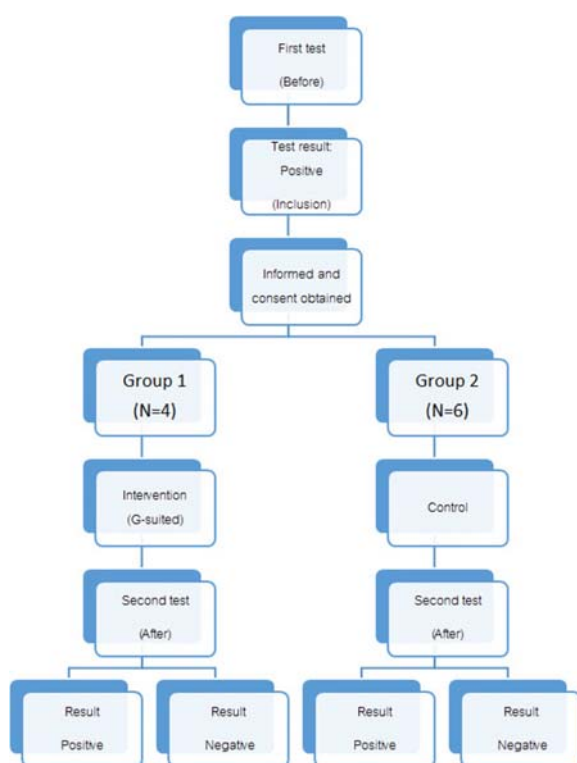 First test
(Before)
Test result:
Positive
(Inclusion)
Informed and
consent obtained
Group 1
(N=4)
Group 2
(N=6)
Intervention
(G-suited)
Control
Second test
(After)
Second test
(After)
Result
Positive
Result
Negative
Result
Positive
Result
Negative